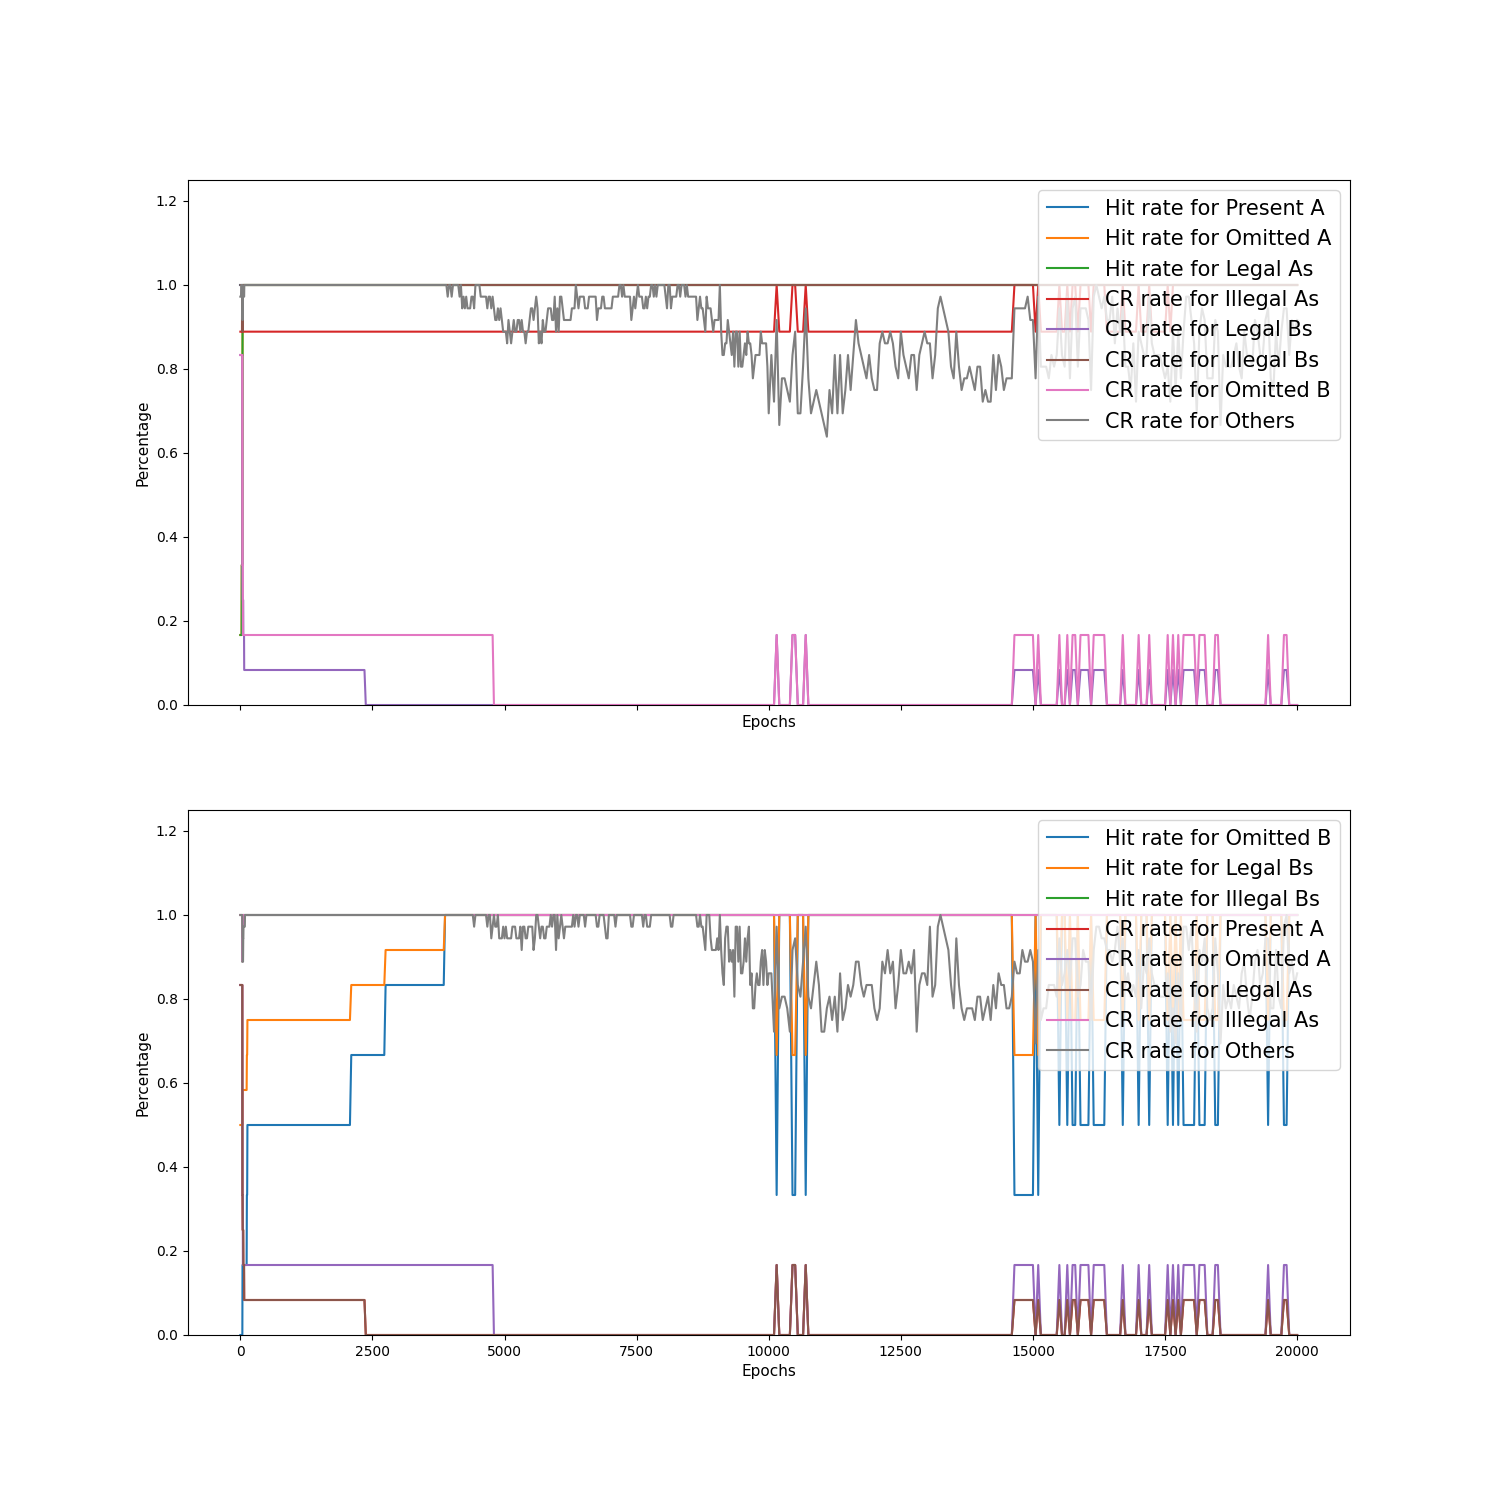 1.2
1.0
0.8
0.6
0.4
0.2
0.0
Percentage
Epochs
Hit rate for Present A
Hit rate for Omitted A
Hit rate for Legal As
CR rate for Illegal As
CR rate for Legal Bs
CR rate for Illegal Bs
CR rate for Omitted B
CR rate for Others
1.2
1.0
0.8
0.6
0.4
0.2
0.0
Percentage
0 2500 5000 7500 10000 12500 15000 17500 20000
Epochs
Hit rate for Omitted B
Hit rate for Legal Bs
Hit rate for Illegal Bs
CR rate for Present A
CR rate for Omitted A
CR rate for Legal As
CR rate for Illegal As
CR rate for Others